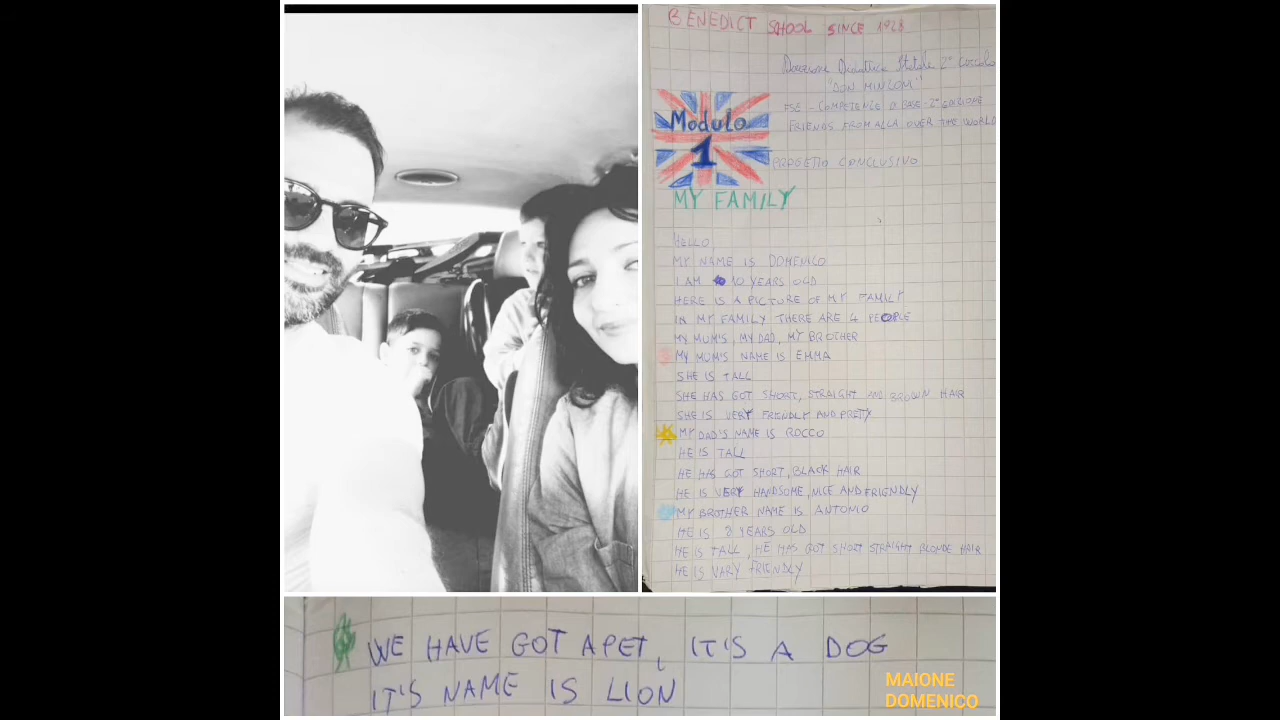 BENEDICT SCHOOL SINCE 1928
Direzione Didattica Statale 2° Circolo
"DON MINZONI"
FSE - COMPETENZE DI BASE - 2° EDIZIONE
FRIENDS FROM ALLA OVER THE WORLD
Modulo
1
PROGETTO CONCLUSIVO
MY FAMILY
HELLO,
MY NAME IS DOMENICO
I AM 10 YEARS OLD
HERE IS A PICTURE OF MY FAMILY
IN MY FAMILY THERE ARE 4 PEOPLE
MY MUM'S, MY DAD, MY BROTHER
MY MUM'S NAME IS EMMA
SHE IS TALL
SHE HAS GOT SHORT, STRAIGHT AND BROWN HAIR
SHE IS VERY FRIENDLY AND PRETTY
MY DAD'S NAME IS ROCCO
HE IS TALL
HE HAS GOT SHORT, BLACK HAIR
HE IS VERY HANDSOME, NICE AND FRIENDLY
MY BROTHER NAME IS ANTONIO
HE IS 8 YEARS OLD
HE IS TALL, HE HAS GOT SHORT STRAIGHT BLONDE HAIR
HE IS VARY FRIENDLY
WE HAVE GOT A PET, IT'S A DOG
IT'S NAME IS LION
MAIONE
DOMENICO